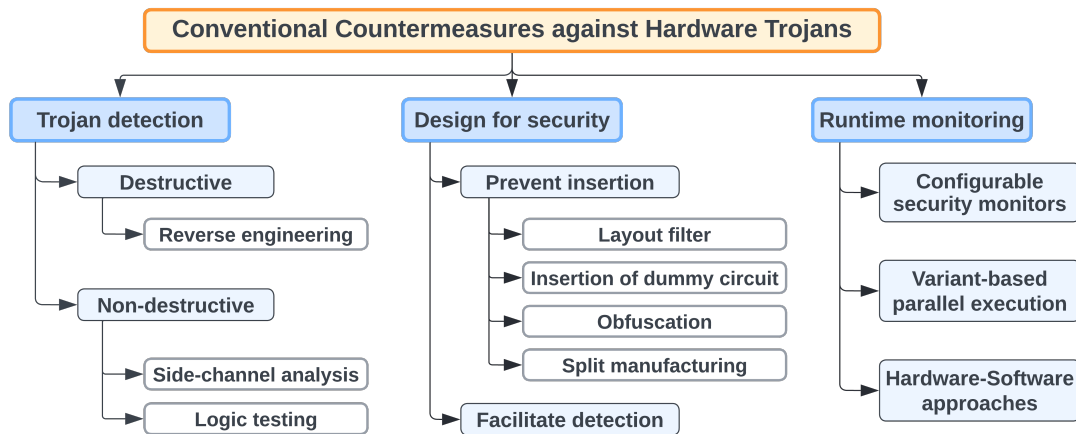 Conventional Countermeasures against Hardware Trojans
Trojan detection
Destructive
Reverse engineering
Non-destructive
Side-channel analysis
Logic testing
Design for security
Prevent insertion
Layout filter
Insertion of dummy circuit
Obfuscation
Split manufacturing
Facilitate detection
Runtime monitoring
Configurable
security monitors
Variant-based
parallel execution
Hardware-Software
approaches